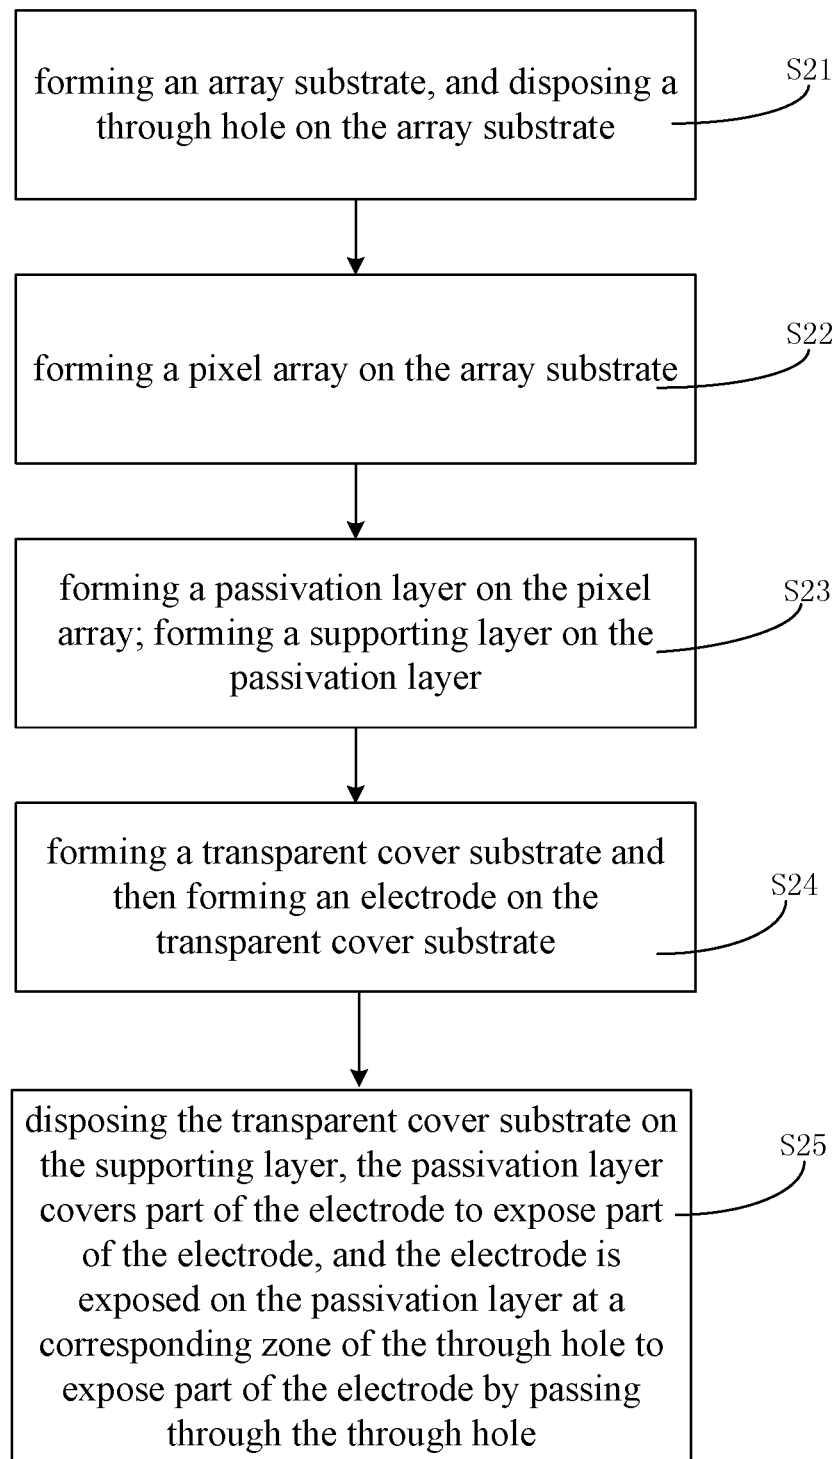 forming an array substrate, and disposing a
through hole on the array substrate
S21
forming a pixel array on the array substrate
S22
forming a passivation layer on the pixel
array; forming a supporting layer on the
passivation layer
S23
forming a transparent cover substrate and
then forming an electrode on the
transparent cover substrate
S24
disposing the transparent cover substrate on
the supporting layer, the passivation layer
covers part of the electrode to expose part
of the electrode, and the electrode is
exposed on the passivation layer at a
corresponding zone of the through hole to
expose part of the electrode by passing
through the through hole
S25